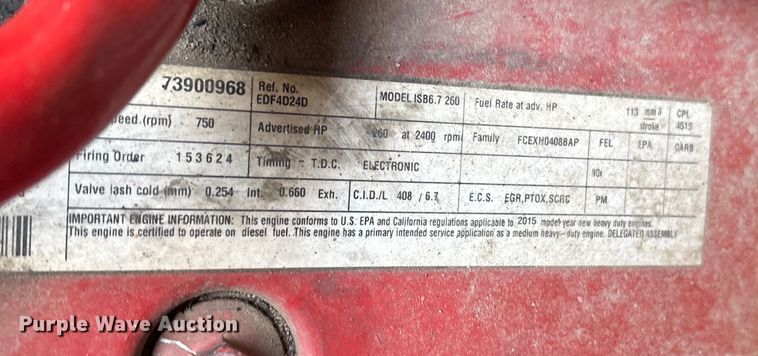 73900968 Ref. No. EDF4D24D MODEL ISB6.7 260 Fuel Rate at adv. HP 113 mm3 stroke CPL 4515
peed.(rpm) 750 Advertised HP 260 at 2400 rpm Family FCEXH0408BAP FEL EPA CARB
Firing Order 153624 Timing - T.D.C. ELECTRONIC NOx
Valve lash cold (mm) 0.254 Int. 0.660 Exh. C.I.D./L 408 / 6.7 E.C.S. EGR,PTOX,SCRC PM
IMPORTANT ENGINE INFORMATION: This engine conforms to U.S. EPA and California regulations applicable to 2015 model year new heavy duty engines.
This engine is certified to operate on diesel fuel. This engine has a primary intended service application as a medium heavy-duty engine. DELEGATED ASSEMBLY
Purple Wave Auction